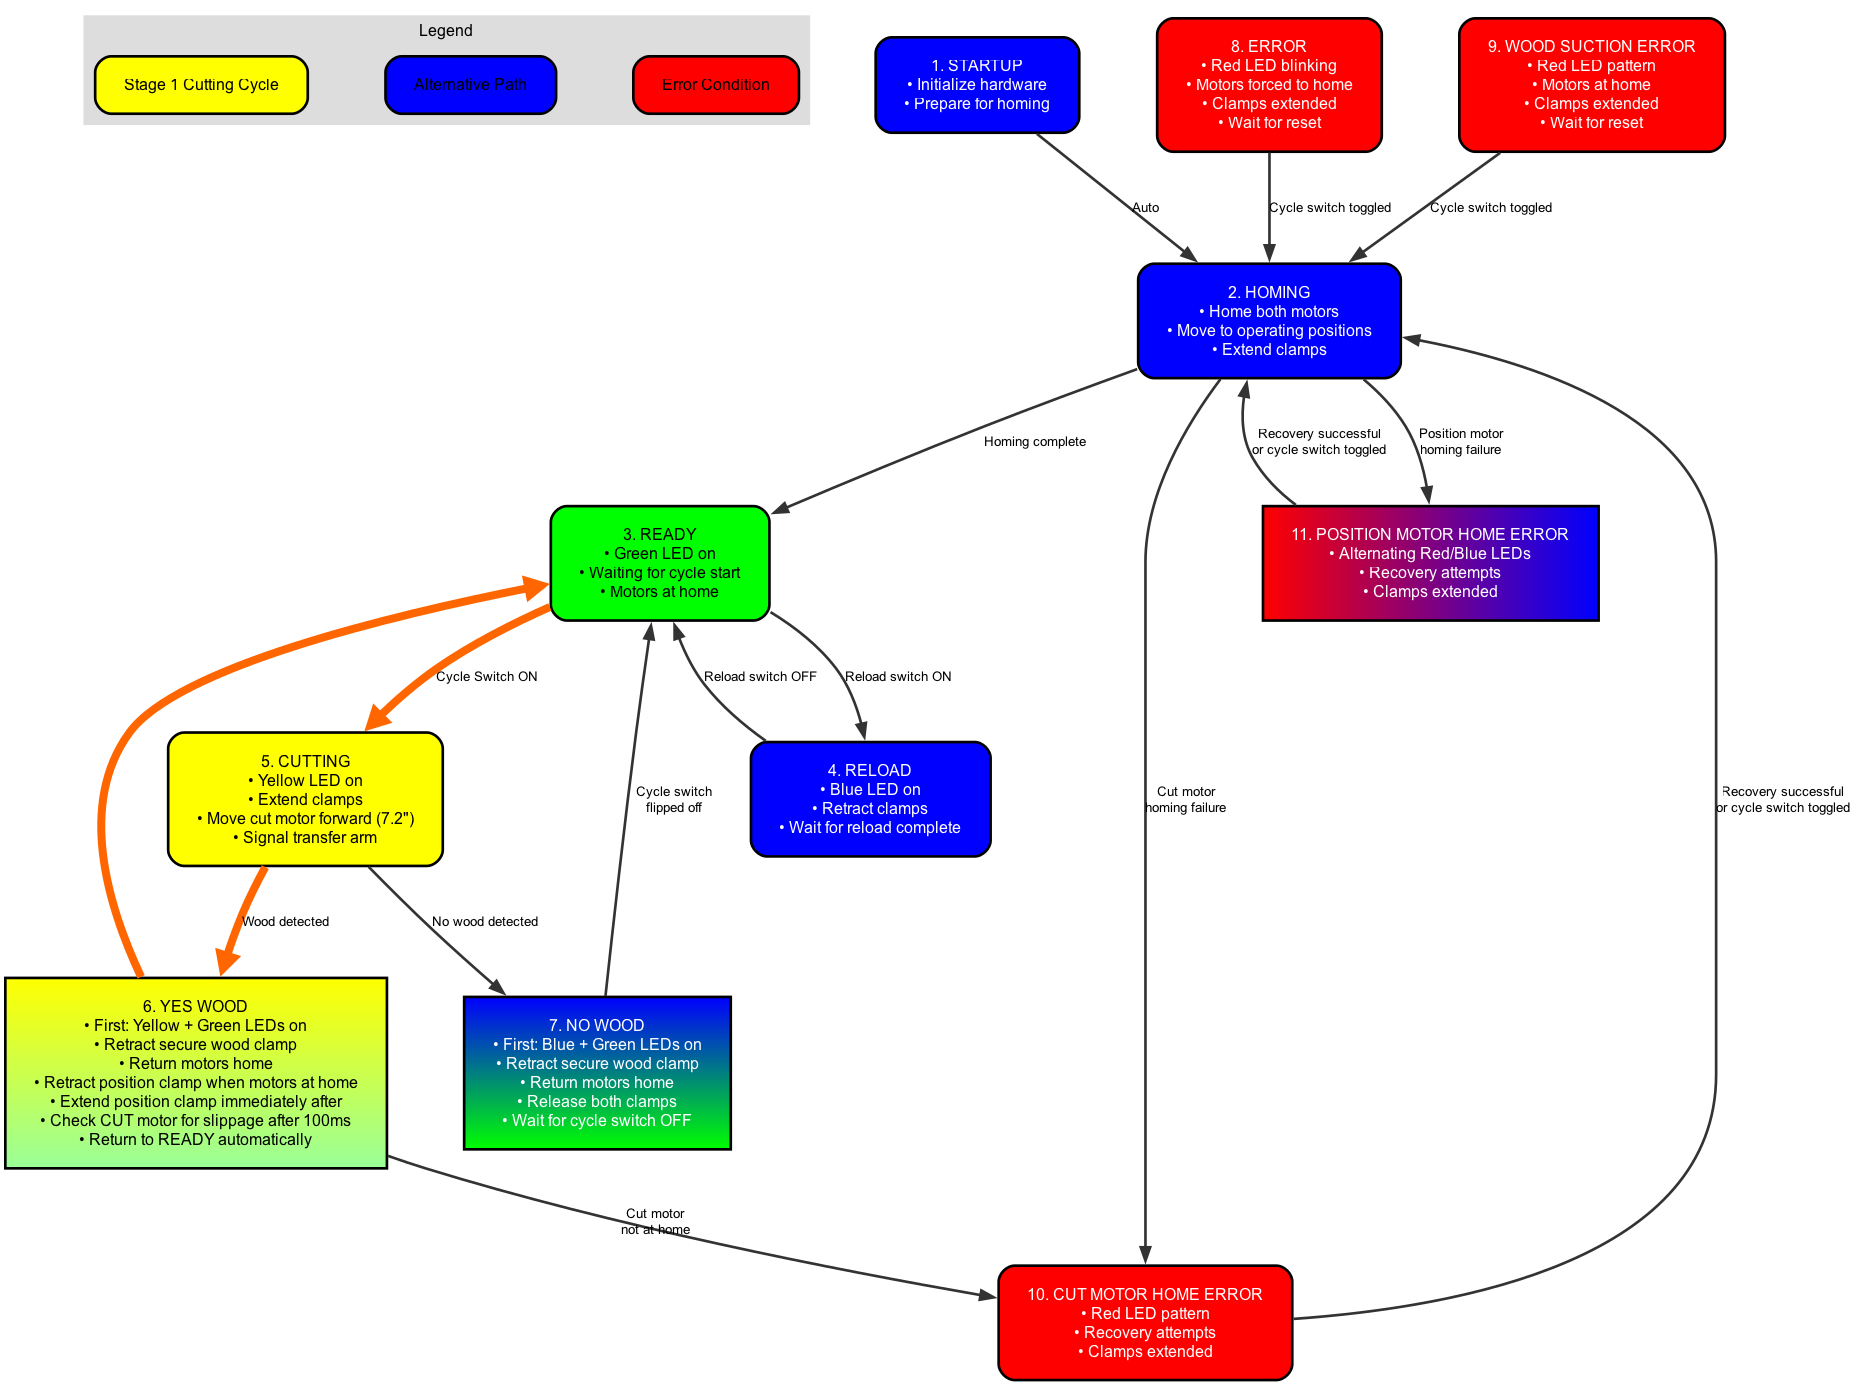 Legend
Stage 1 Cutting Cycle
Alternative Path
Error Condition
1. STARTUP
• Initialize hardware
• Prepare for homing
8. ERROR
• Red LED blinking
• Motors forced to home
• Clamps extended
• Wait for reset
9. WOOD SUCTION ERROR
• Red LED pattern
• Motors at home
• Clamps extended
• Wait for reset
Auto
Cycle switch toggled
Cycle switch toggled
2. HOMING
• Home both motors
• Move to operating positions
• Extend clamps
Homing complete
Recovery successful
or cycle switch toggled
Position motor
homing failure
3. READY
• Green LED on
• Waiting for cycle start
• Motors at home
11. POSITION MOTOR HOME ERROR
• Alternating Red/Blue LEDs
• Recovery attempts
• Clamps extended
Cycle Switch ON
Reload switch OFF
Reload switch ON
5. CUTTING
• Yellow LED on
• Extend clamps
• Move cut motor forward (7.2")
• Signal transfer arm
Cycle switch
flipped off
4. RELOAD
• Blue LED on
• Retract clamps
• Wait for reload complete
Cut motor
homing failure
Recovery successful
or cycle switch toggled
Wood detected
No wood detected
6. YES WOOD
• First: Yellow + Green LEDs on
• Retract secure wood clamp
• Return motors home
• Retract position clamp when motors at home
• Extend position clamp immediately after
• Check CUT motor for slippage after 100ms
• Return to READY automatically
7. NO WOOD
• First: Blue + Green LEDs on
• Retract secure wood clamp
• Return motors home
• Release both clamps
• Wait for cycle switch OFF
Cut motor
not at home
10. CUT MOTOR HOME ERROR
• Red LED pattern
• Recovery attempts
• Clamps extended